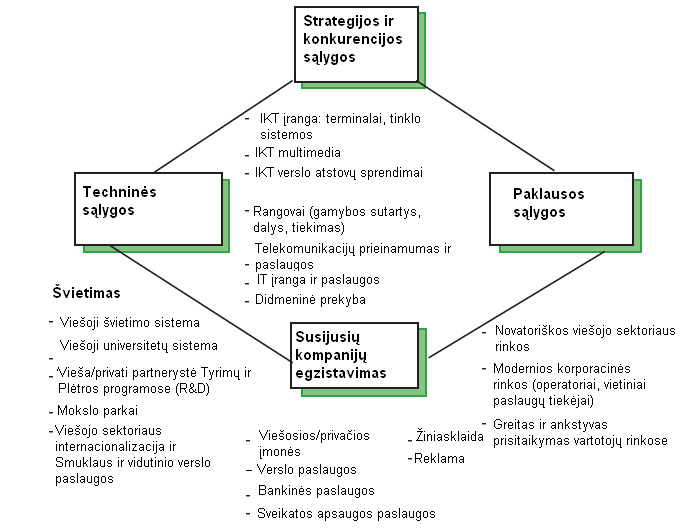 Strategijos ir
konkurencijos
sąlygos
- IKT įranga: terminalai, tinklo
sistemos
- IKT multimedia
- IKT verslo atstovų sprendimai
Techninės
sąlygos
Paklausos
sąlygos
- Rangovai (gamybos sutartys,
dalys, tiekimas)
Telekomunikacijų prieinamumas ir
- paslaugos
- IT įranga ir paslaugos
- Didmeninė prekyba
Susijusių
kompanijų
egzistavimas
Švietimas
- Viešoji švietimo sistema
Viešoji universitetų sistema
-
- Vieša/privati partnerystė Tyrimų ir
Plėtros programose (R&D)
- Mokslo parkai
- Viešojo sektoriaus
internacionalizacija ir
Smuklaus ir vidutinio verslo
paslaugos
- Viešosios/privačios
įmonės
- Verslo paslaugos
- Bankinės paslaugos
- Sveikatos apsaugos paslaugos
- Žiniasklaida
- Reklama
- Novatoriškos viešojo sektoriaus
rinkos
- Modernios korporacinės
rinkos (operatoriai, vietiniai
paslaugų tiekėjai)
- Greitas ir ankstyvas
prisitaikymas vartotojų rinkose